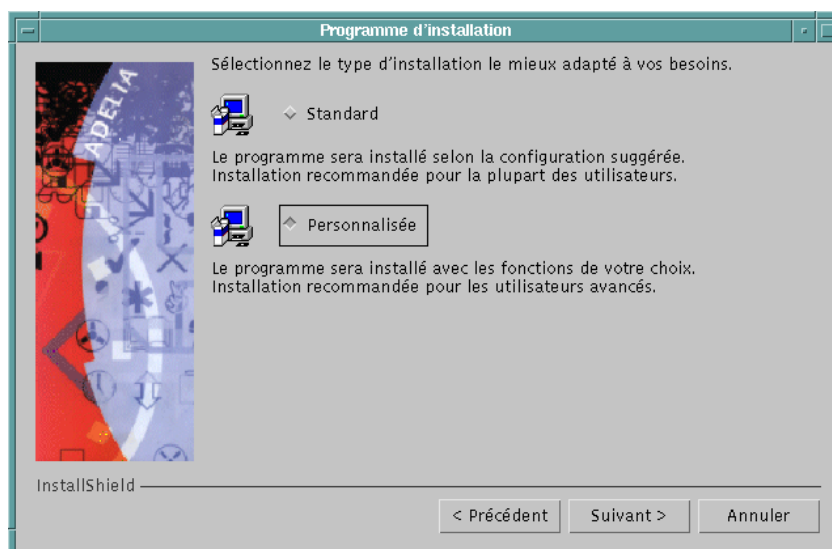 Programme d'installation
ADELIA
Sélectionnez le type d'installation le mieux adapté à vos besoins.
Standard
Le programme sera installé selon la configuration suggérée.
Installation recommandée pour la plupart des utilisateurs.
Personnalisée
Le programme sera installé avec les fonctions de votre choix.
Installation recommandée pour les utilisateurs avancés.
InstallShield
< Précédent
Suivant >
Annuler